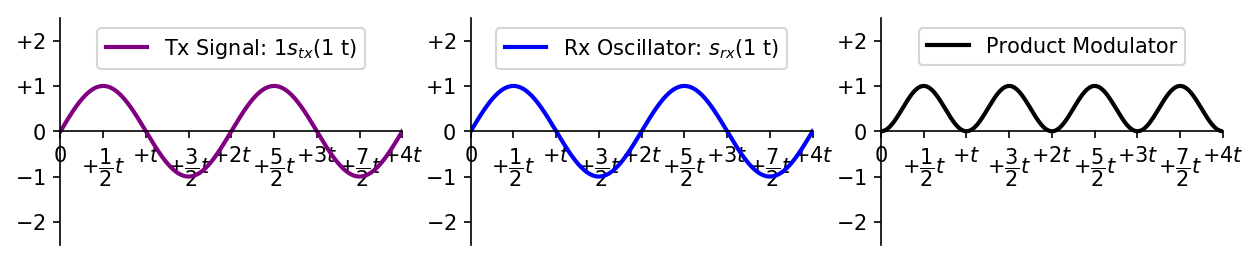 Tx Signal: 1s_tx(1 t)
+2
+1
0
−1
−2
0 +1/2 t +t +3/2 t +2t +5/2 t +3t +7/2 t +4t
Rx Oscillator: s_rx(1 t)
+2
+1
0
−1
−2
0 +1/2 t +t +3/2 t +2t +5/2 t +3t +7/2 t +4t
Product Modulator
+2
+1
0
−1
−2
0 +1/2 t +t +3/2 t +2t +5/2 t +3t +7/2 t +4t